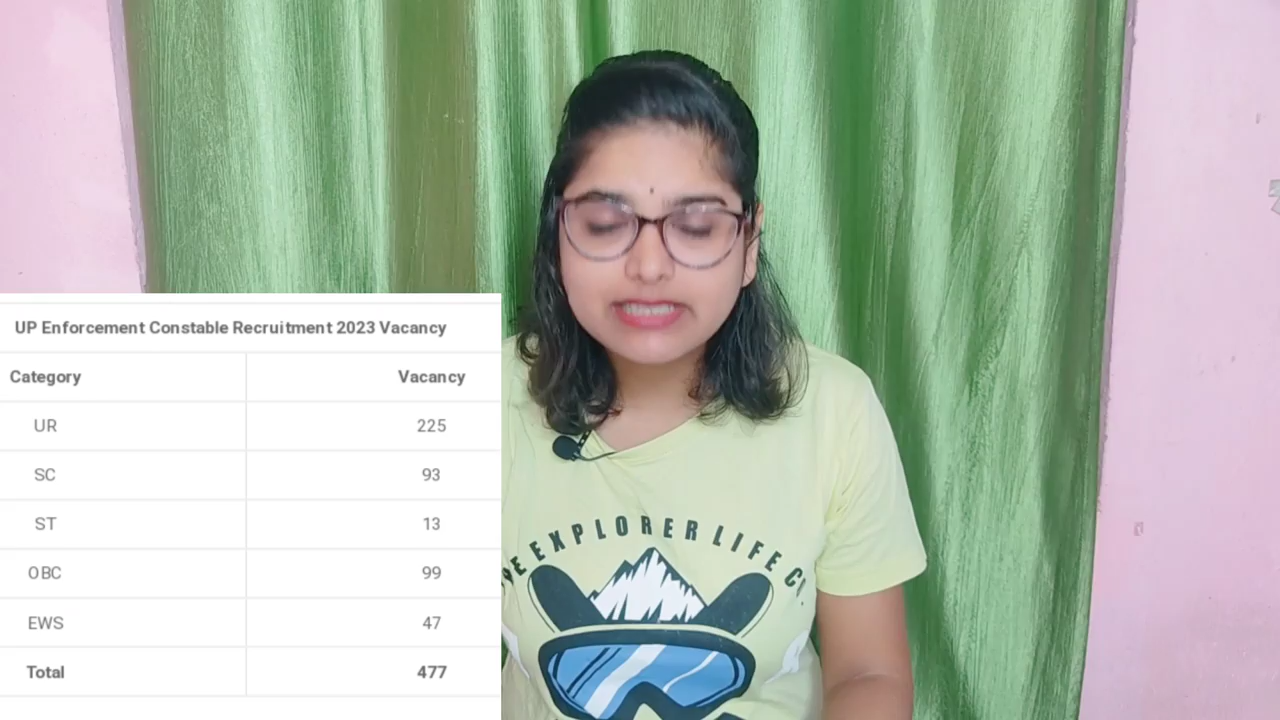 UP Enforcement Constable Recruitment 2023 Vacancy
Category Vacancy
UR 225
SC 93
ST 13
OBC 99
EWS 47
Total 477
EXPLORER LIFE